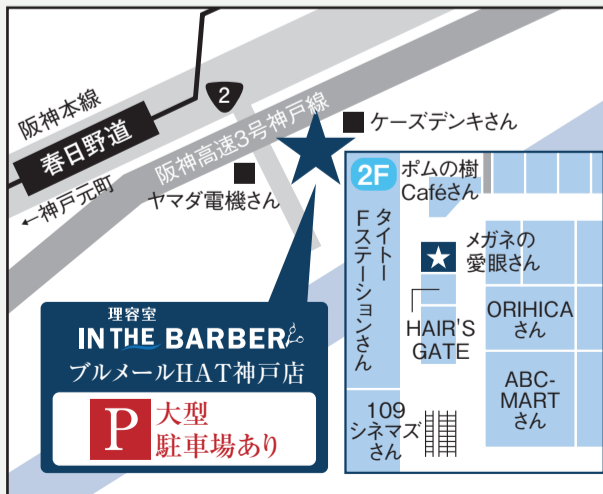 阪神本線
春日野道
←神戸元町
2
阪神高速3号神戸線
ケーズデンキさん
ヤマダ電機さん
理容室
IN THE BARBER
ブルメールHAT神戸店
P
大型
駐車場あり
2F
ポムの樹
Caféさん
タイトー
Fステーションさん
メガネの
愛眼さん
HAIR'S
GATE
ORIHICA
さん
ABC-
MART
さん
109
シネマズ
さん